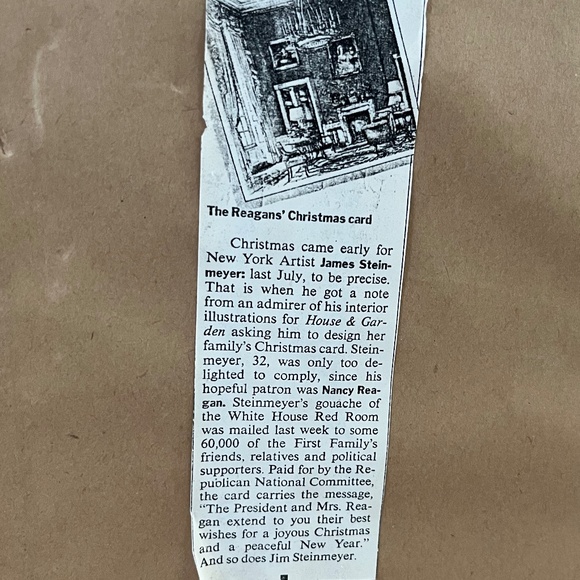 The Reagans' Christmas card
Christmas came early for
New York Artist James Stein-
meyer: last July, to be precise.
That is when he got a note
from an admirer of his interior
illustrations for House & Gar-
den asking him to design her
family's Christmas card. Stein-
meyer, 32, was only too de-
lighted to comply, since his
hopeful patron was Nancy Rea-
gan. Steinmeyer's gouache of
the White House Red Room
was mailed last week to some
60,000 of the First Family's
friends, relatives and political
supporters. Paid for by the Re-
publican National Committee,
the card carries the message,
"The President and Mrs. Rea-
gan extend to you their best
wishes for a joyous Christmas
and a peaceful New Year."
And so does Jim Steinmeyer.